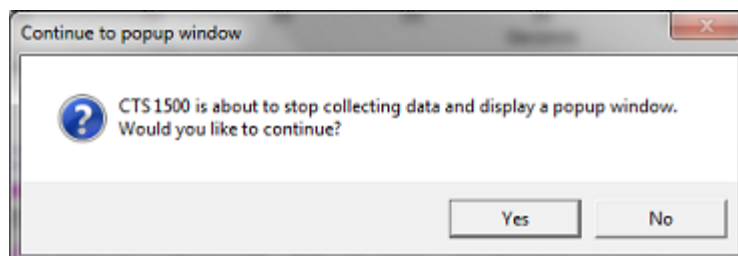 Continue to popup window
CTS 1500 is about to stop collecting data and display a popup window.
Would you like to continue?
Yes No